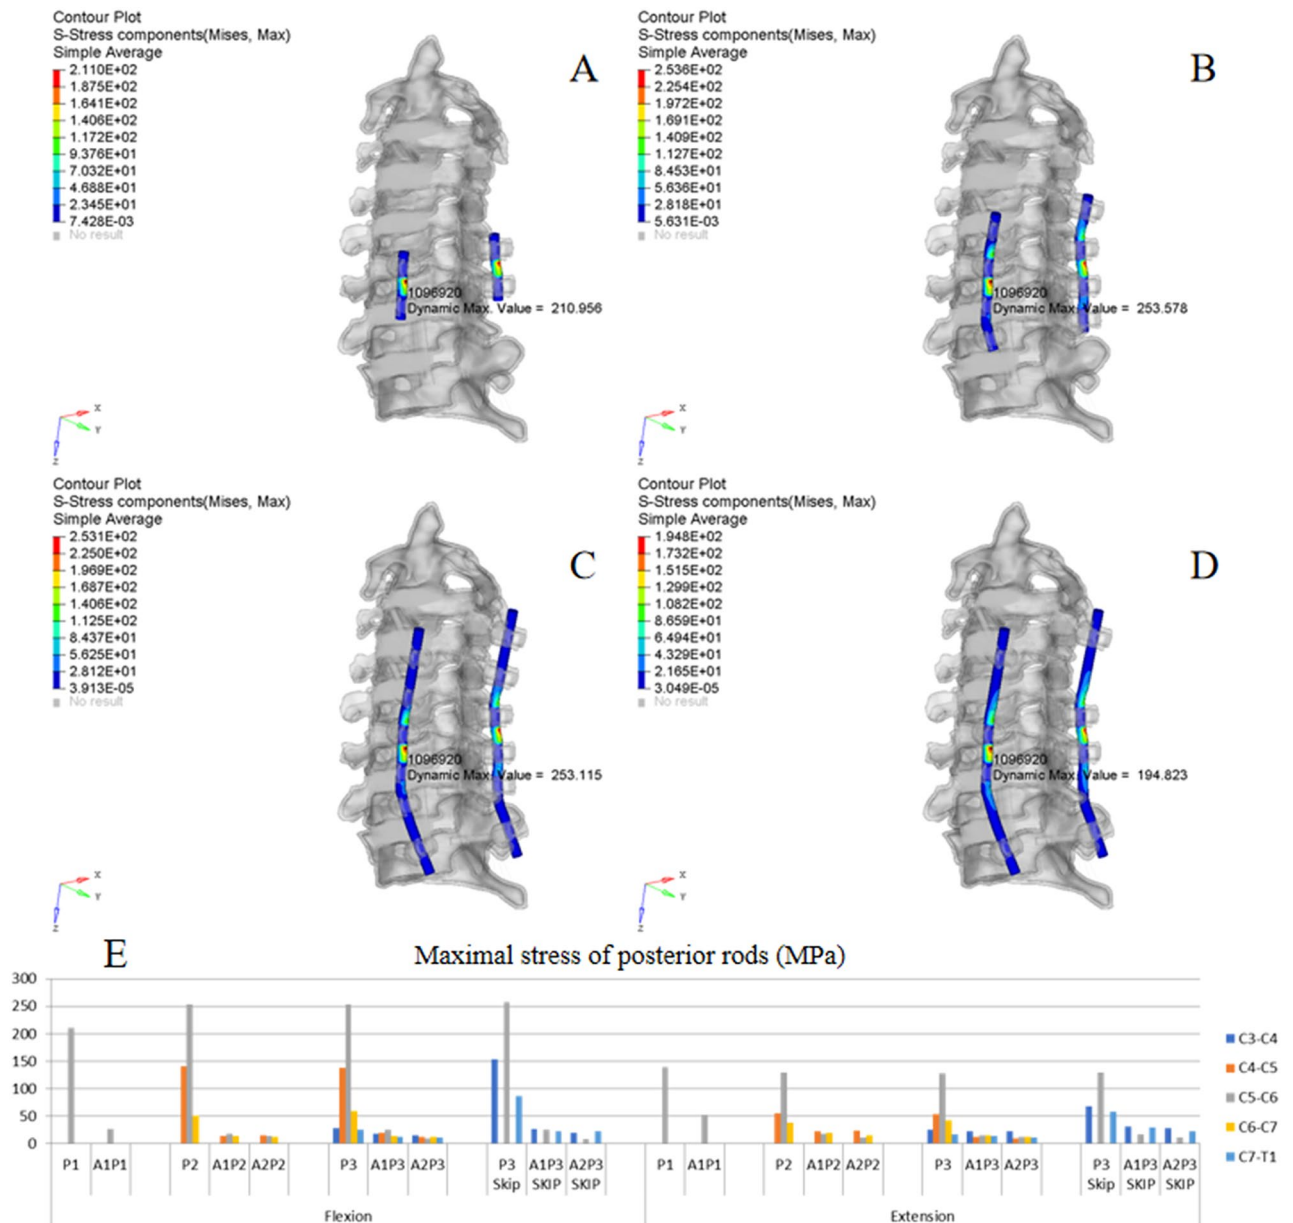 Contour Plot
S-Stress components(Mises, Max)
Simple Average
2.110E+02
1.875E+02
1.641E+02
1.406E+02
1.172E+02
9.376E+01
7.032E+01
4.688E+01
2.345E+01
7.428E-03
No result
A
1096920
Dynamic Max. Value = 210.956
X
Y
Z
Contour Plot
S-Stress components(Mises, Max)
Simple Average
2.536E+02
2.254E+02
1.972E+02
1.691E+02
1.409E+02
1.127E+02
8.453E+01
5.636E+01
2.818E+01
5.631E-03
No result
B
1096920
Dynamic Max. Value = 253.578
X
Y
Z
Contour Plot
S-Stress components(Mises, Max)
Simple Average
2.531E+02
2.250E+02
1.969E+02
1.687E+02
1.406E+02
1.125E+02
8.437E+01
5.625E+01
2.812E+01
3.913E-05
No result
C
1096920
Dynamic Max. Value = 253.115
X
Y
Z
Contour Plot
S-Stress components(Mises, Max)
Simple Average
1.948E+02
1.732E+02
1.515E+02
1.299E+02
1.082E+02
8.659E+01
6.494E+01
4.329E+01
2.165E+01
3.049E-05
No result
D
1096920
Dynamic Max. Value = 194.823
X
Y
Z
E
Maximal stress of posterior rods (MPa)
300
250
200
150
100
50
0
P1 A1P1 P2 A1P2 A2P2 P3 A1P3 A2P3 P3 Skip A1P3 SKIP A2P3 SKIP P1 A1P1 P2 A1P2 A2P2 P3 A1P3 A2P3 P3 Skip A1P3 SKIP A2P3 SKIP
Flexion Extension
C3-C4
C4-C5
C5-C6
C6-C7
C7-T1